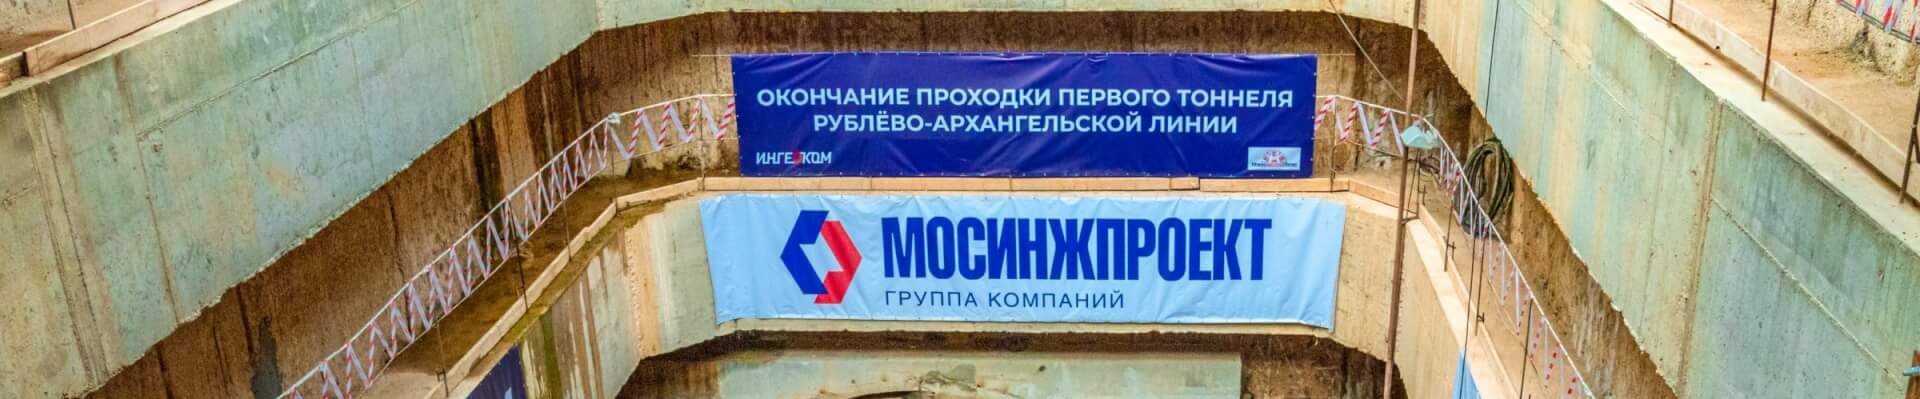 ОКОНЧАНИЕ ПРОХОДКИ ПЕРВОГО ТОННЕЛЯ
РУБЛЁВО-АРХАНГЕЛЬСКОЙ ЛИНИИ
ИНГЕОКОМ
МОСИНЖПРОЕКТ
ГРУППА КОМПАНИЙ